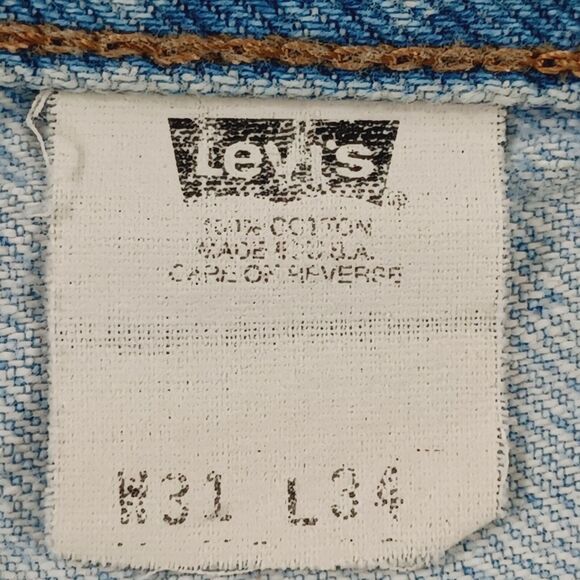 Levi's
®
100% COTTON
MADE IN U.S.A.
CARE ON REVERSE
W31 L34